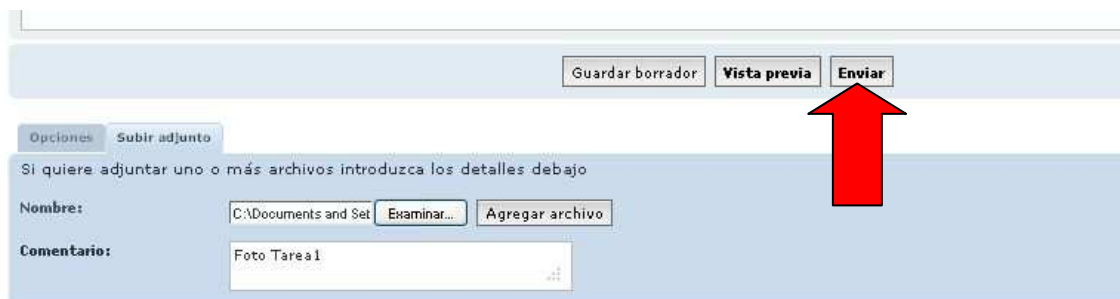 Guardar borrador Vista previa Enviar
Opciones Subir adjunto
Si quiere adjuntar uno o más archivos introduzca los detalles debajo
Nombre: C:\Documents and Set Examinar... Agregar archivo
Comentario: Foto Tarea1